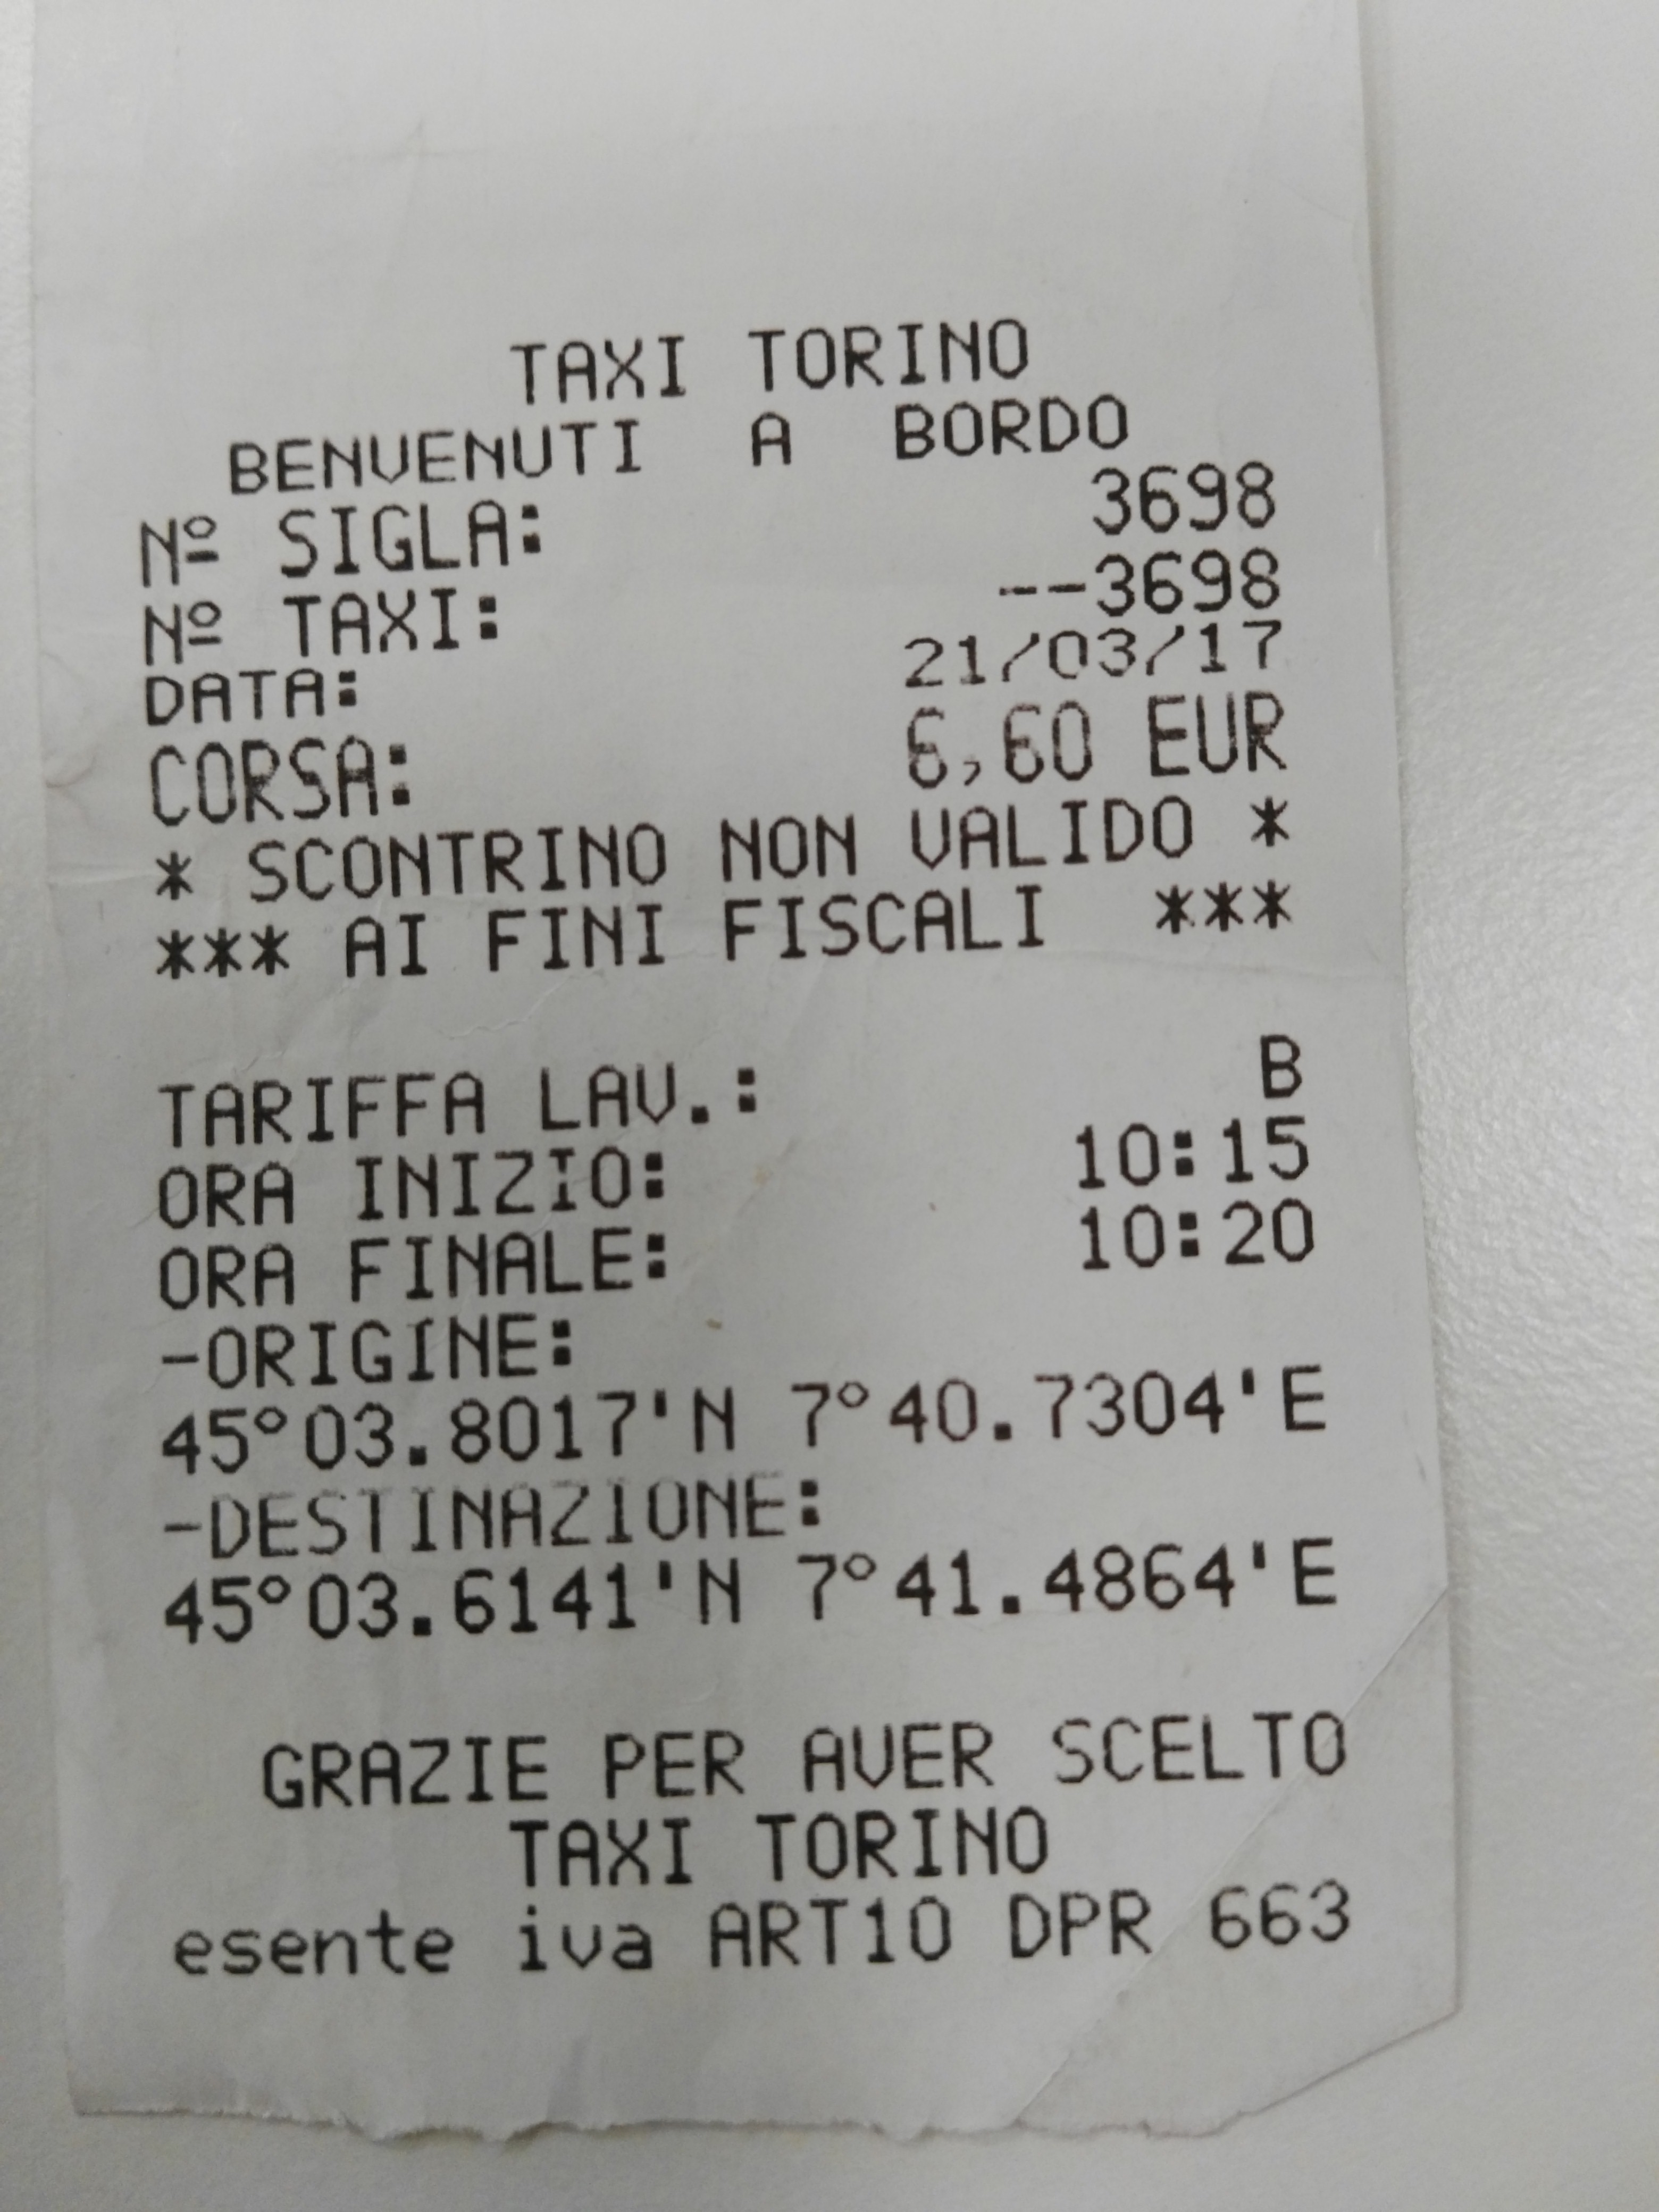 TAXI TORINO
BENVENUTI A BORDO
Nº SIGLA: 3698
Nº TAXI: --3698
DATA: 21/03/17
CORSA: 6,60 EUR
* SCONTRINO NON VALIDO *
*** AI FINI FISCALI ***
TARIFFA LAV.: B
ORA INIZIO: 10:15
ORA FINALE: 10:20
-ORIGINE:
45°03.8017'N 7°40.7304'E
-DESTINAZIONE:
45°03.6141'N 7°41.4864'E
GRAZIE PER AVER SCELTO
TAXI TORINO
esente iva ART10 DPR 663